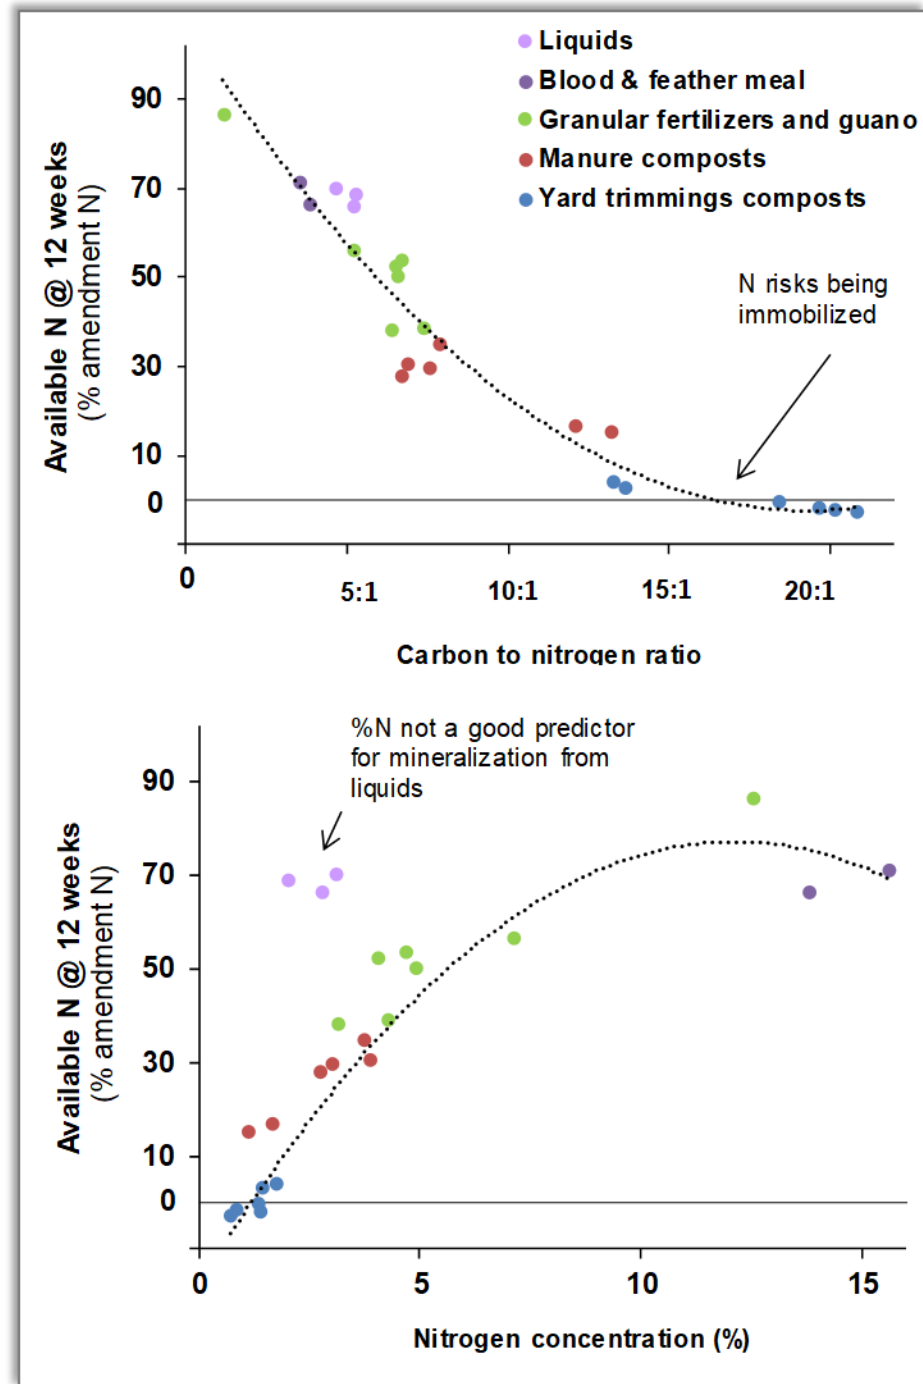 Liquids
Blood & feather meal
Granular fertilizers and guano
Manure composts
Yard trimmings composts
Available N @ 12 weeks
(% amendment N)
90
70
50
30
10
0
N risks being
immobilized
0
5:1
10:1
15:1
20:1
Carbon to nitrogen ratio
%N not a good predictor
for mineralization from
liquids
Available N @ 12 weeks
(% amendment N)
90
70
50
30
10
0
0
5
10
15
Nitrogen concentration (%)